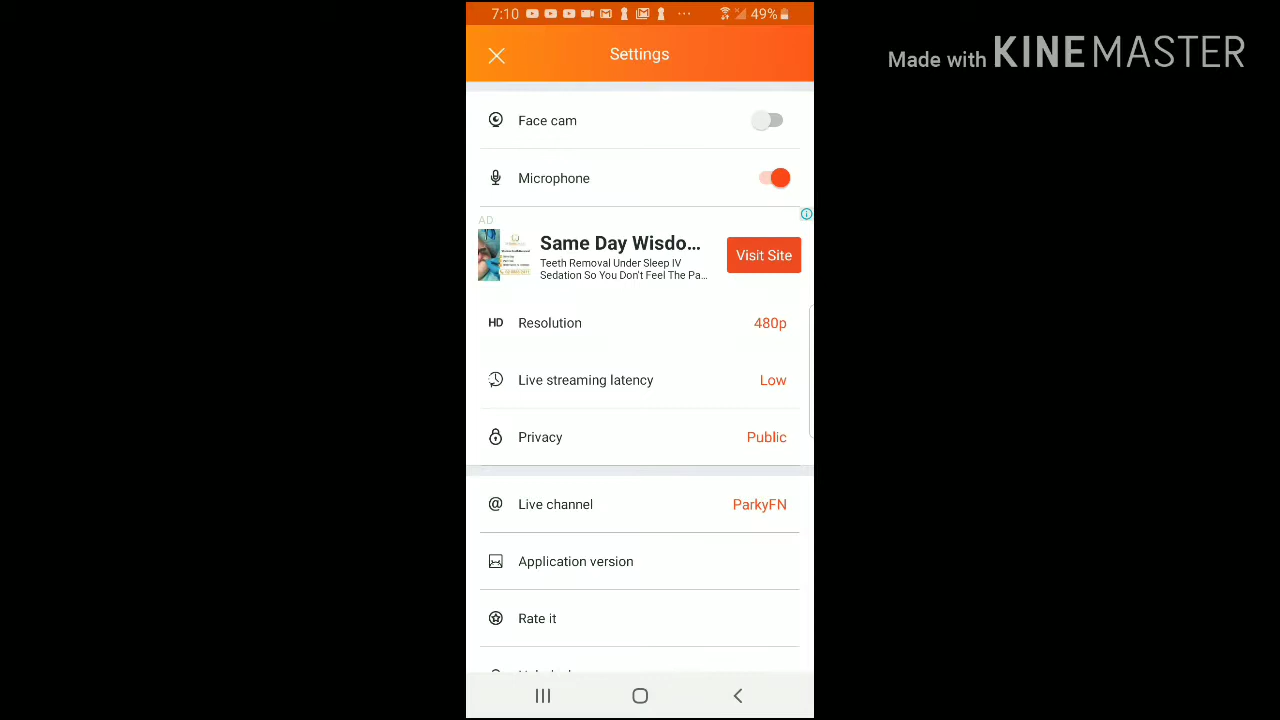 7:10
49%
Made with KINEMASTER
Settings
Face cam
Microphone
AD
Same Day Wisdo...
Teeth Removal Under Sleep IV
Sedation So You Don't Feel The Pa...
Visit Site
HD Resolution 480p
Live streaming latency Low
Privacy Public
@ Live channel ParkyFN
Application version
Rate it